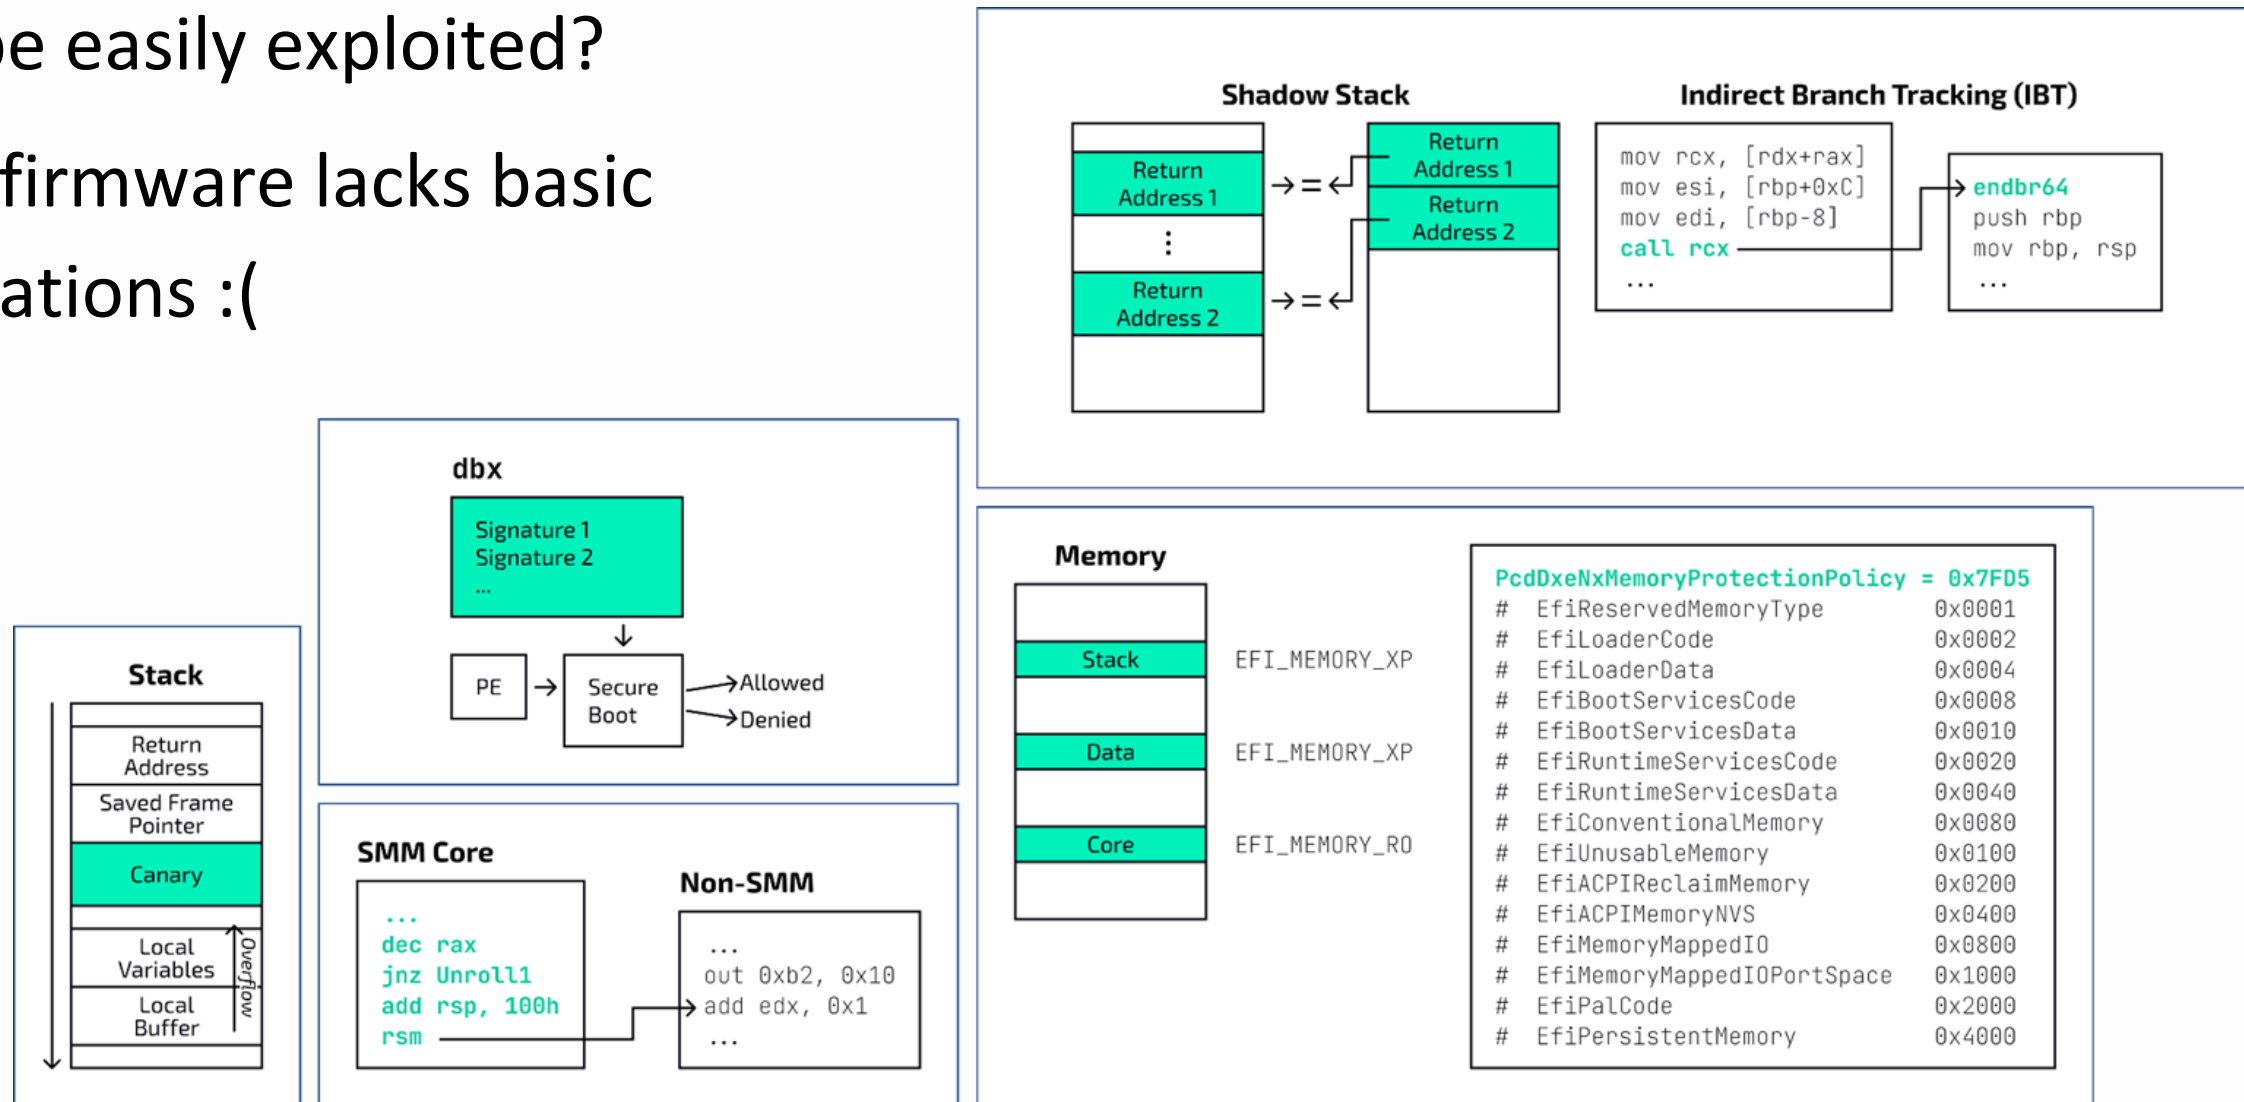 be easily exploited?
firmware lacks basic
ations :(
Shadow Stack
Return
Address 1
⋮
Return
Address 2
→=←
→=←
Return
Address 1
Return
Address 2
Indirect Branch Tracking (IBT)
mov rcx, [rdx+rax]
mov esi, [rbp+0xC]
mov edi, [rbp-8]
call rcx
...
endbr64
push rbp
mov rbp, rsp
...
dbx
Signature 1
Signature 2
...
PE
Secure
Boot
Allowed
Denied
Stack
Return
Address
Saved Frame
Pointer
Canary
Local
Variables
Local
Buffer
Overflow
SMM Core
...
dec rax
jnz Unroll1
add rsp, 100h
rsm
Non-SMM
...
out 0xb2, 0x10
add edx, 0x1
...
Memory
Stack
Data
Core
EFI_MEMORY_XP
EFI_MEMORY_XP
EFI_MEMORY_RO
PcdDxeNxMemoryProtectionPolicy = 0x7FD5
# EfiReservedMemoryType 0x0001
# EfiLoaderCode 0x0002
# EfiLoaderData 0x0004
# EfiBootServicesCode 0x0008
# EfiBootServicesData 0x0010
# EfiRuntimeServicesCode 0x0020
# EfiRuntimeServicesData 0x0040
# EfiConventionalMemory 0x0080
# EfiUnusableMemory 0x0100
# EfiACPIReclaimMemory 0x0200
# EfiACPIMemoryNVS 0x0400
# EfiMemoryMappedIO 0x0800
# EfiMemoryMappedIOPortSpace 0x1000
# EfiPalCode 0x2000
# EfiPersistentMemory 0x4000